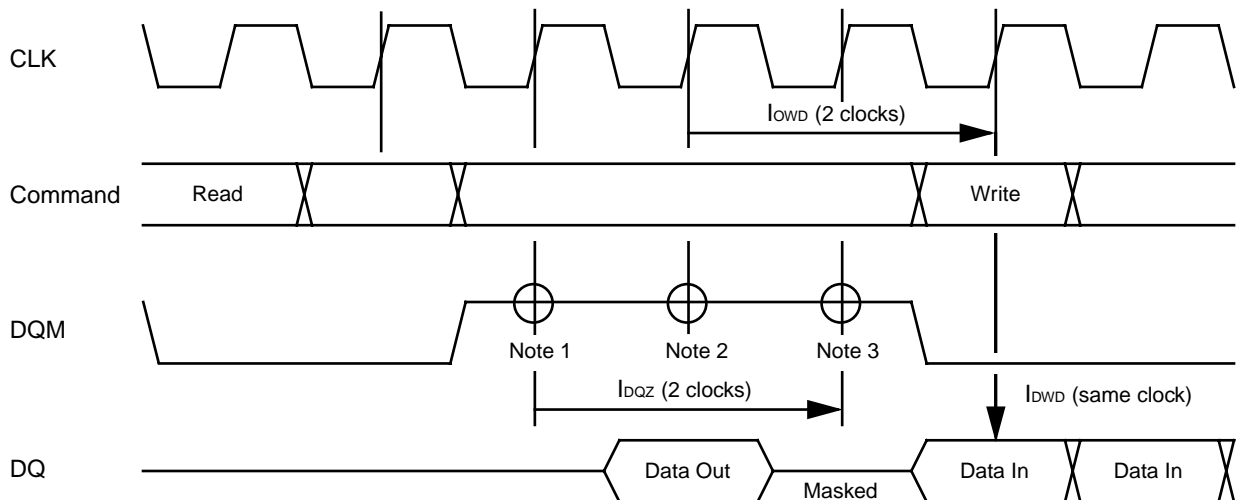 CLK
IOWD (2 clocks)
Command
Read
Write
DQM
Note 1
Note 2
Note 3
IDQZ (2 clocks)
IDWD (same clock)
DQ
Data Out
Masked
Data In
Data In